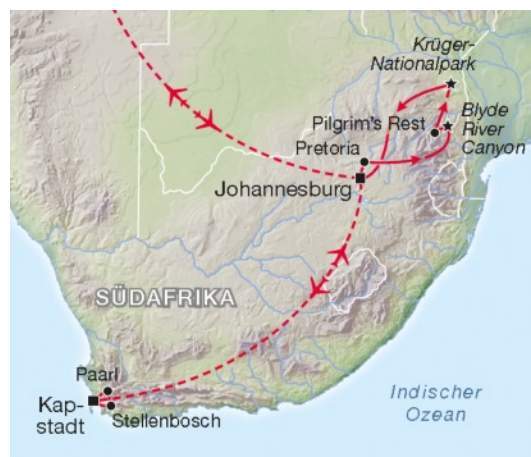 Krüger-
Nationalpark
Blyde
River
Canyon
Pilgrim's Rest
Pretoria
Johannesburg
SÜDAFRIKA
Paarl
Kap-
stadt
Stellenbosch
Indischer
Ozean